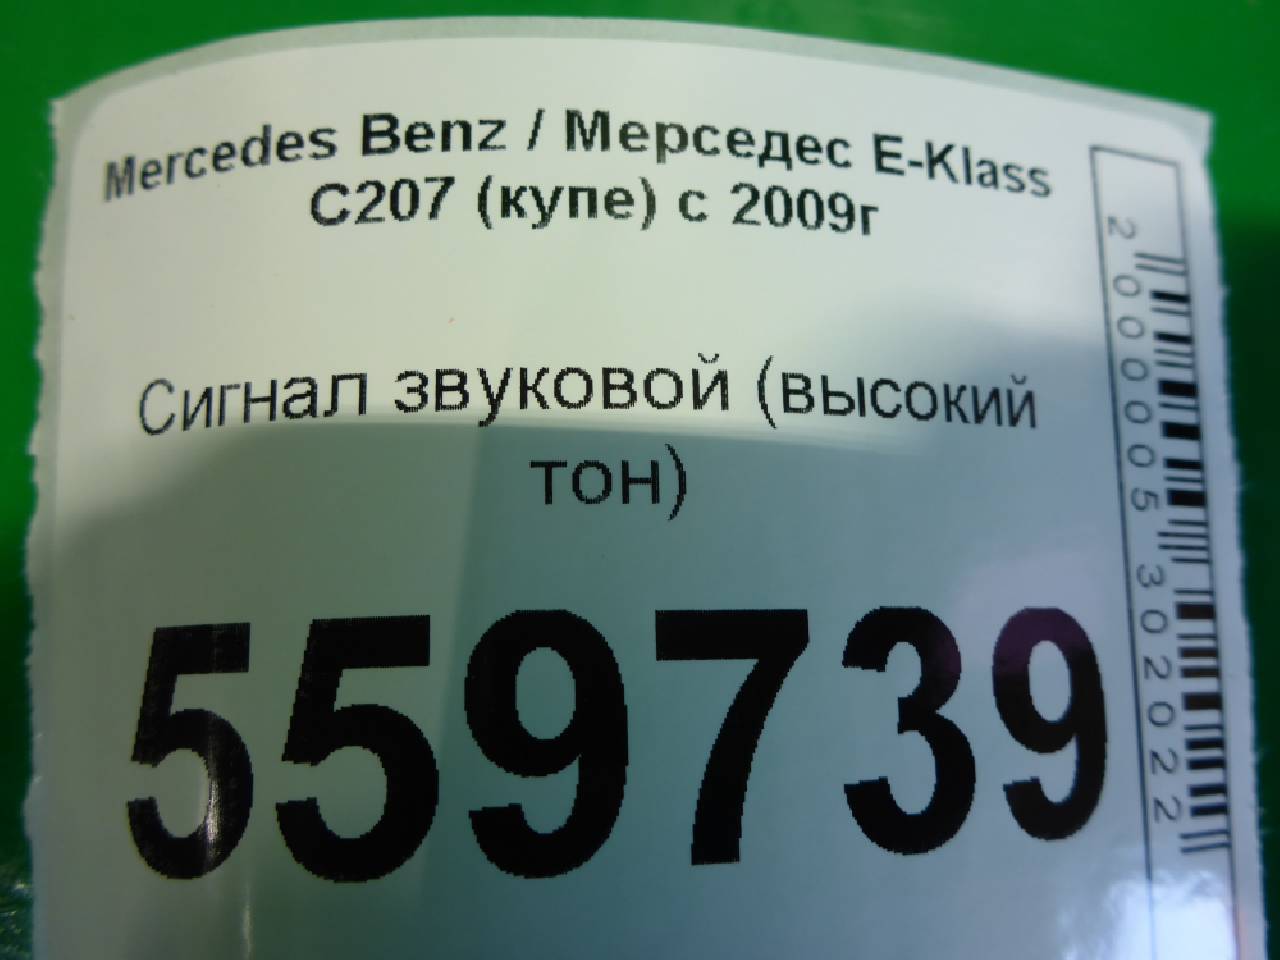 Mercedes Benz / Мерседес E-Klass
C207 (купе) с 2009г
Сигнал звуковой (высокий
тон)
559739
2000005302022